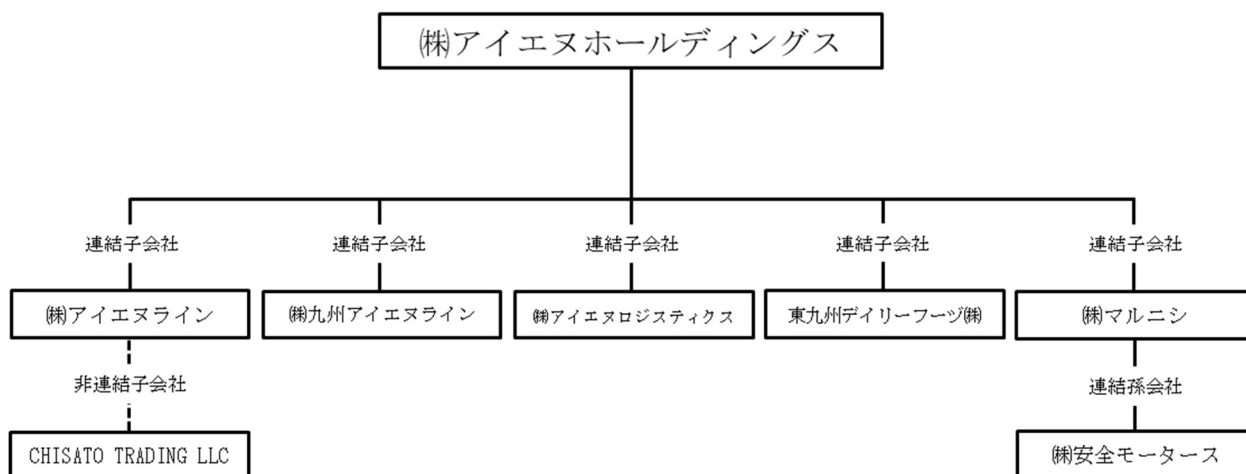 ㈱アイエヌホールディングス
連結子会社
連結子会社
連結子会社
連結子会社
連結子会社
㈱アイエヌライン
㈱九州アイエヌライン
㈱アイエヌロジスティクス
東九州デイリーフーヅ㈱
㈱マルニシ
非連結子会社
連結孫会社
CHISATO TRADING LLC
㈱安全モータース